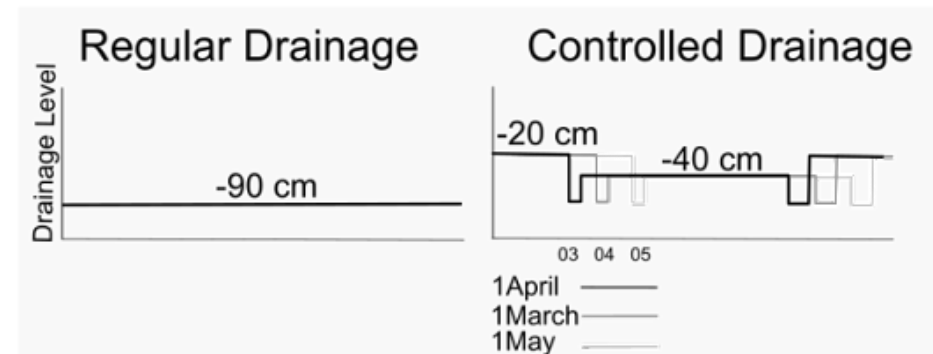 Regular Drainage
Controlled Drainage
Drainage Level
-90 cm
-20 cm
-40 cm
03 04 05
1April
1March
1May